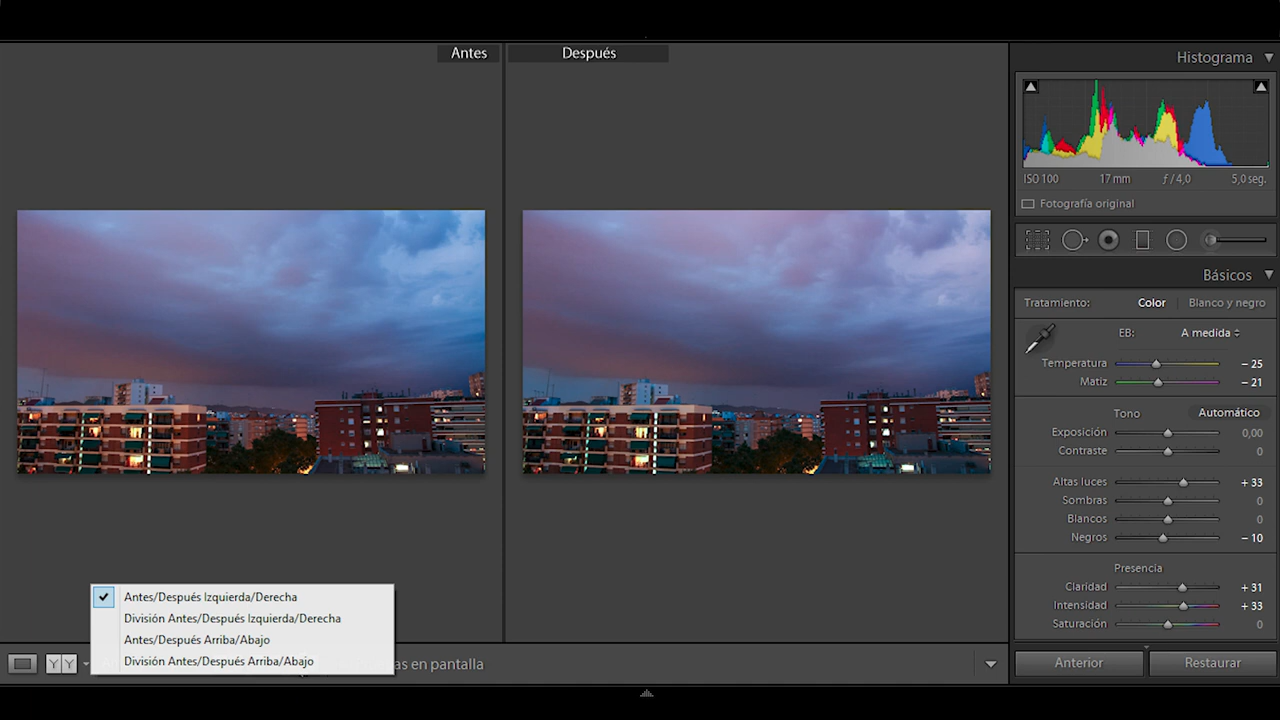 Antes
Después
Histograma
ISO 100 17 mm ƒ / 4,0 5,0 seg.
Fotografía original
Básicos
Tratamiento: Color Blanco y negro
EB: A medida
Temperatura − 25
Matiz − 21
Tono Automático
Exposición 0,00
Contraste 0
Altas luces + 33
Sombras 0
Blancos 0
Negros − 10
Presencia
Claridad + 31
Intensidad + 33
Saturación 0
Antes/Después Izquierda/Derecha
División Antes/Después Izquierda/Derecha
Antes/Después Arriba/Abajo
División Antes/Después Arriba/Abajo
YY en pantalla
Anterior Restaurar